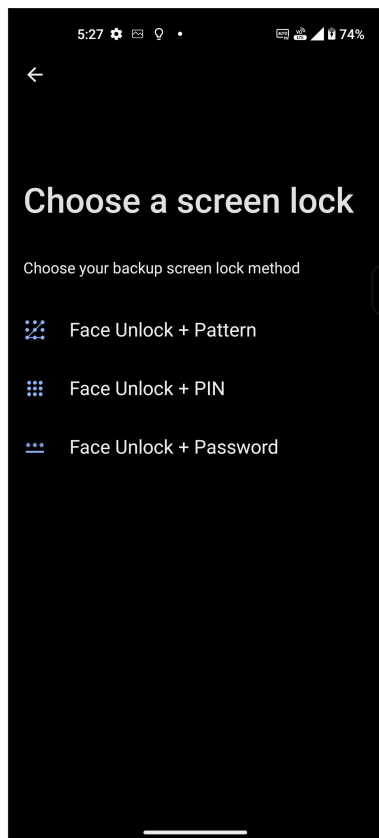 5:27 74%
Choose a screen lock
Choose your backup screen lock method
Face Unlock + Pattern
Face Unlock + PIN
Face Unlock + Password